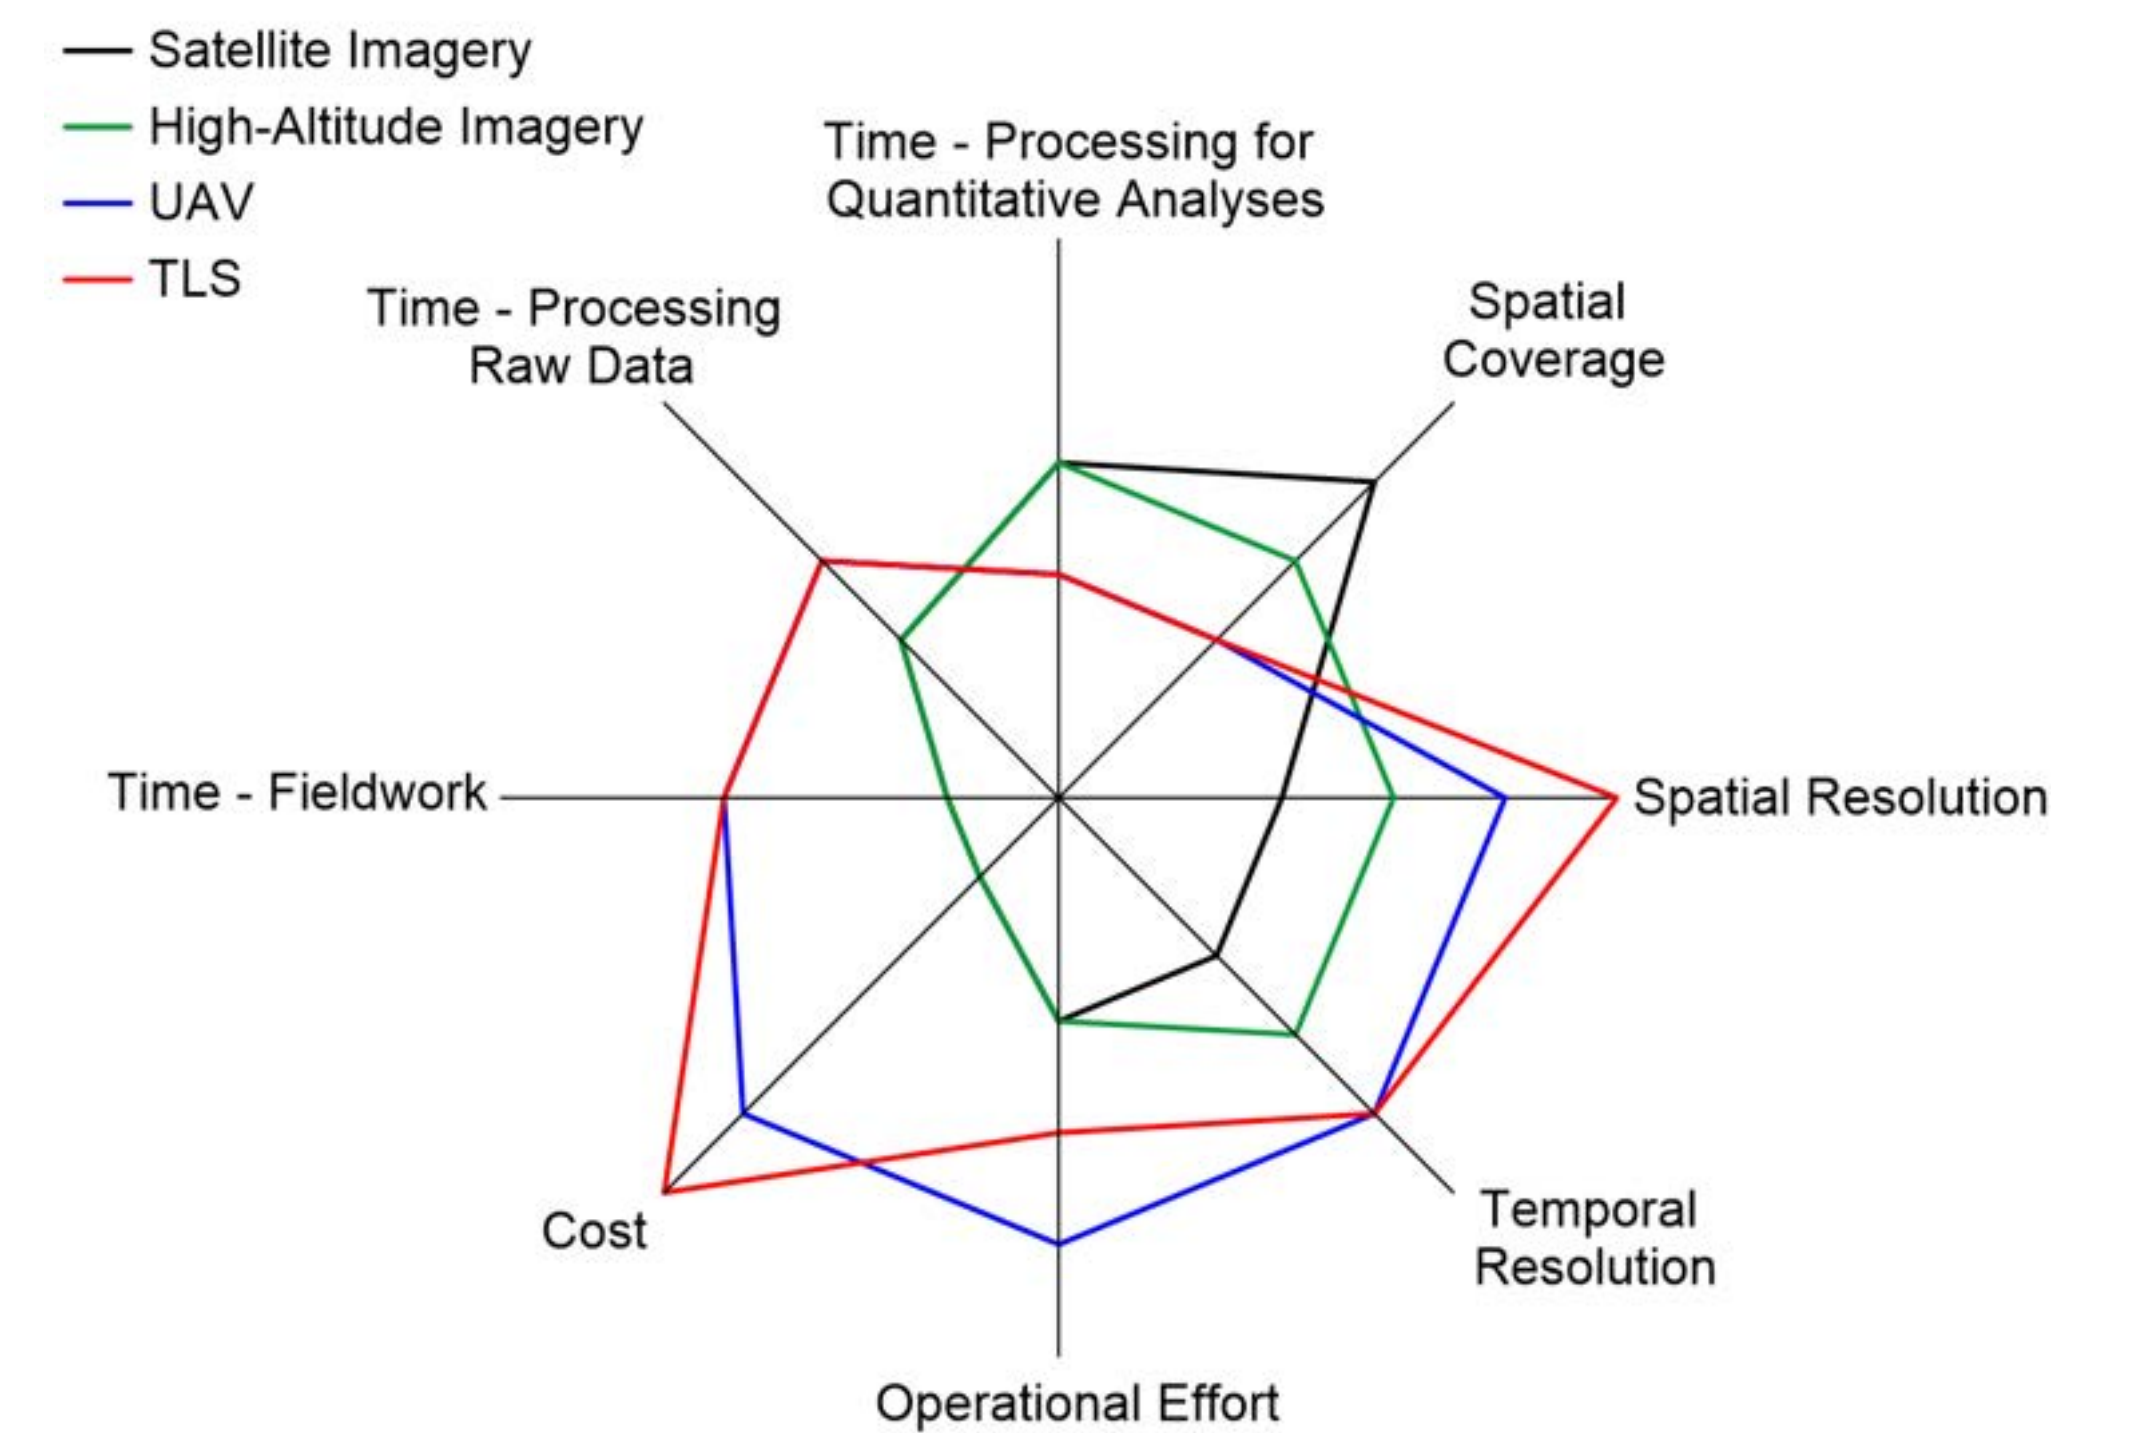 Satellite Imagery
High-Altitude Imagery
UAV
TLS
Time - Processing for
Quantitative Analyses
Time - Processing
Raw Data
Spatial
Coverage
Time - Fieldwork
Spatial Resolution
Cost
Temporal
Resolution
Operational Effort